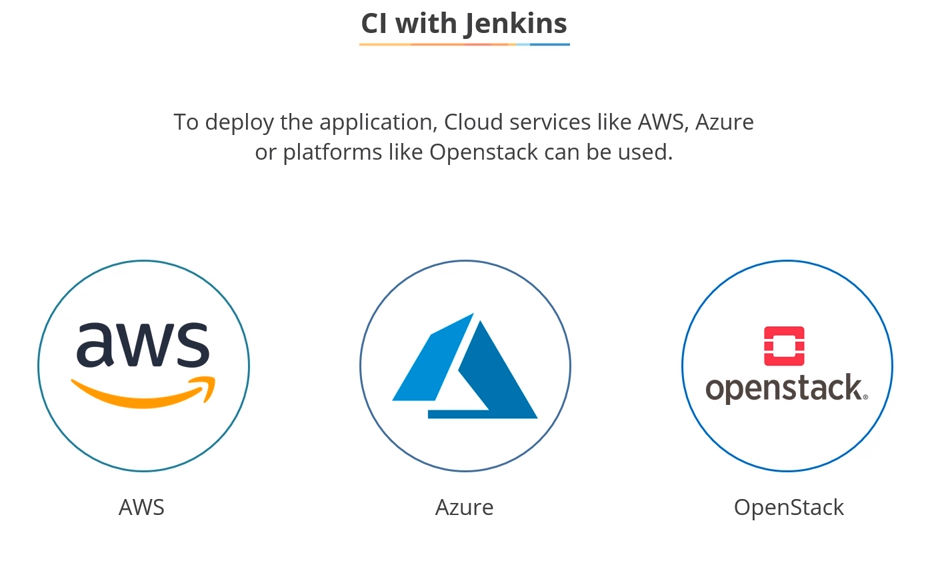 CI with Jenkins
To deploy the application, Cloud services like AWS, Azure
or platforms like Openstack can be used.
aws
openstack.
AWS
Azure
OpenStack